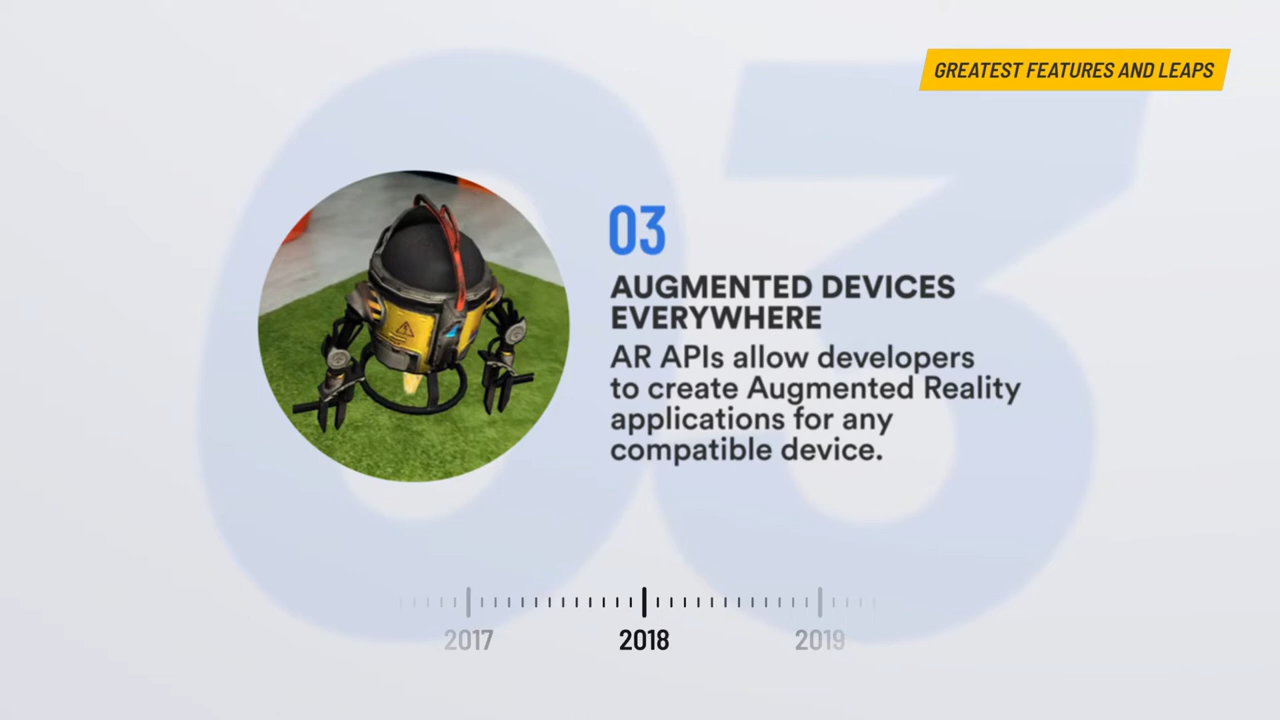 GREATEST FEATURES AND LEAPS
03
03
AUGMENTED DEVICES
EVERYWHERE
AR APIs allow developers
to create Augmented Reality
applications for any
compatible device.
2017 2018 2019